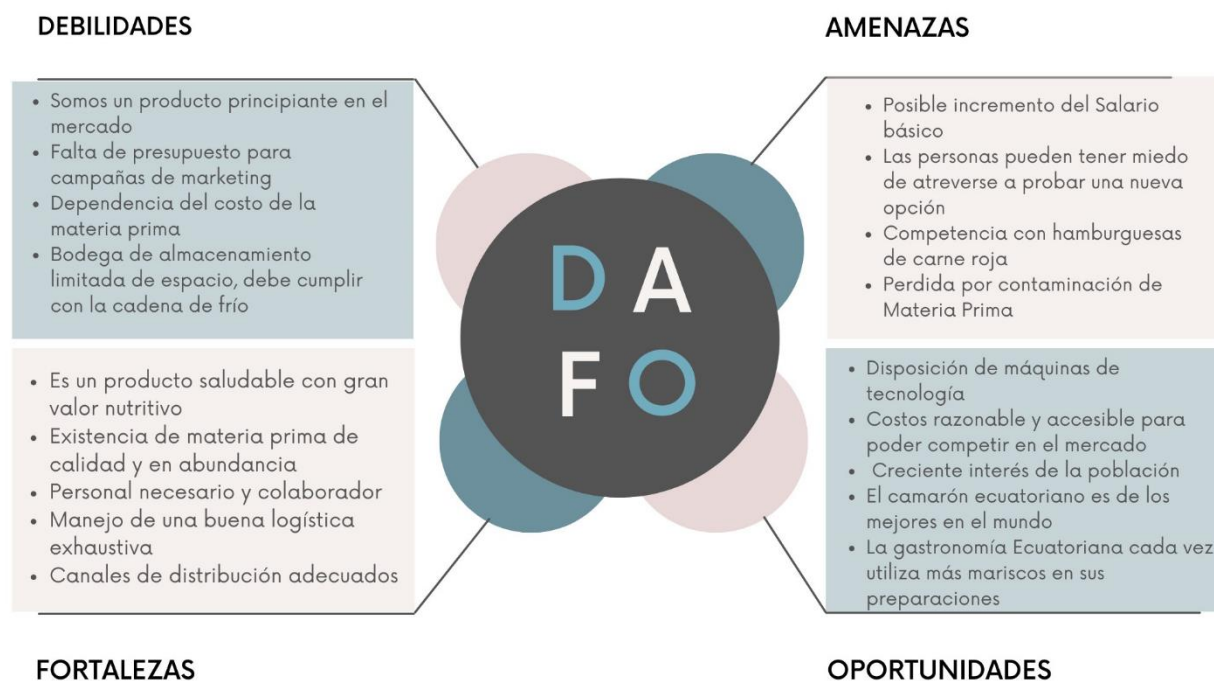 DEBILIDADES
• Somos un producto principiante en el
mercado
• Falta de presupuesto para
campañas de marketing
• Dependencia del costo de la
materia prima
• Bodega de almacenamiento
limitada de espacio, debe cumplir
con la cadena de frío
AMENAZAS
• Posible incremento del Salario
básico
• Las personas pueden tener miedo
de atreverse a probar una nueva
opción
• Competencia con hamburguesas
de carne roja
• Perdida por contaminación de
Materia Prima
D A
F O
• Es un producto saludable con gran
valor nutritivo
• Existencia de materia prima de
calidad y en abundancia
• Personal necesario y colaborador
• Manejo de una buena logística
exhaustiva
• Canales de distribución adecuados
FORTALEZAS
• Disposición de máquinas de
tecnología
• Costos razonable y accesible para
poder competir en el mercado
• Creciente interés de la población
• El camarón ecuatoriano es de los
mejores en el mundo
• La gastronomía Ecuatoriana cada vez
utiliza más mariscos en sus
preparaciones
OPORTUNIDADES